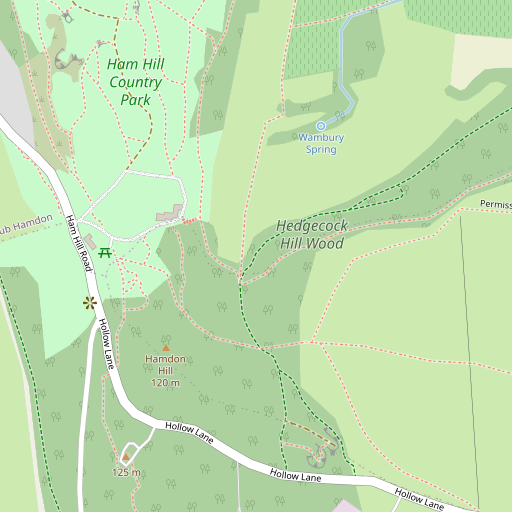 Ham Hill
Country
Park
Wambury
Spring
Permiss
ub Hamdon
Hedgecock
Hill Wood
Ham Hill Road
Hollow Lane
Hamdon
Hill
120 m
Hollow Lane
125 m
Hollow Lane
Hollow Lane